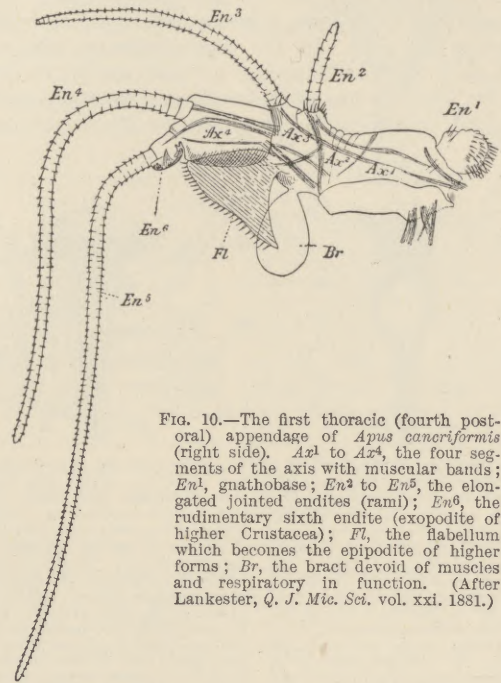 En³
En²
En⁴
En¹
Ax⁴
Ax³
Ax²
Ax¹
En⁶
Fl
Br
En⁵
FIG. 10.—The first thoracic (fourth post-
oral) appendage of Apus cancriformis
(right side). Ax¹ to Ax⁴, the four seg-
ments of the axis with muscular bands;
En¹, gnathobase; En² to En⁵, the elon-
gated jointed endites (rami); En⁶, the
rudimentary sixth endite (exopodite of
higher Crustacea); Fl, the flabellum
which becomes the epipodite of higher
forms; Br, the bract devoid of muscles
and respiratory in function. (After
Lankester, Q. J. Mic. Sci. vol. xxi. 1881.)